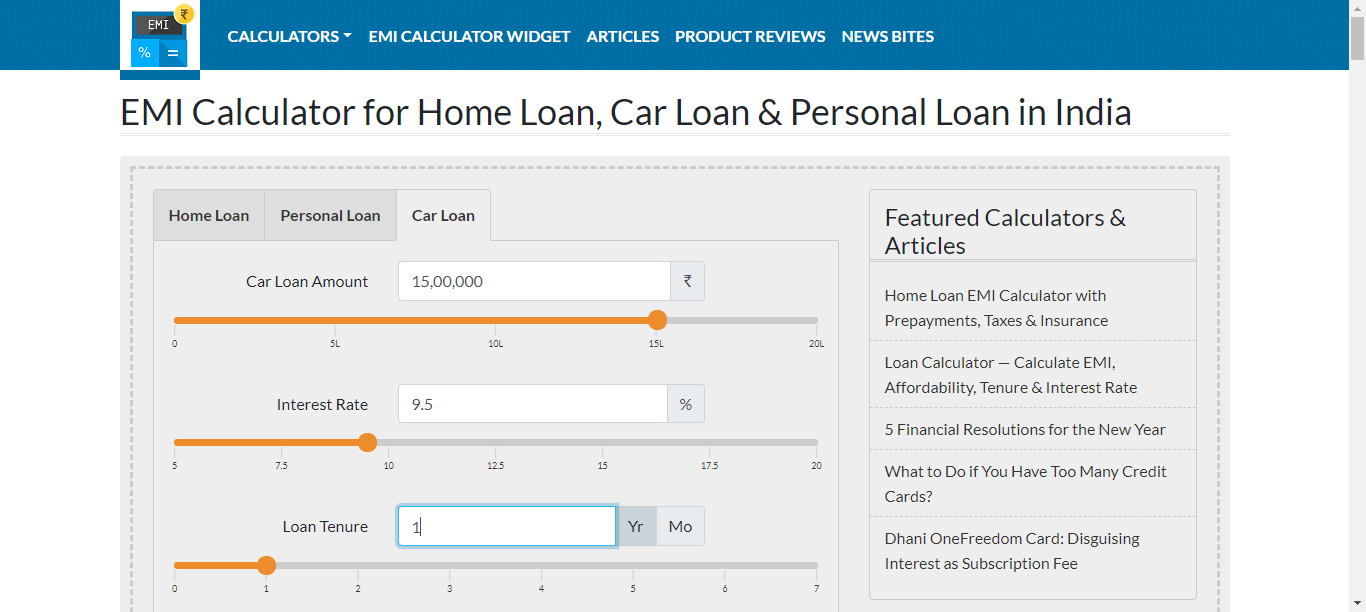 EMI ₹
% =
CALCULATORS EMI CALCULATOR WIDGET ARTICLES PRODUCT REVIEWS NEWS BITES
EMI Calculator for Home Loan, Car Loan & Personal Loan in India
Home Loan Personal Loan Car Loan
Car Loan Amount 15,00,000 ₹
0 5L 10L 15L 20L
Interest Rate 9.5 %
5 7.5 10 12.5 15 17.5 20
Loan Tenure 1 Yr Mo
0 1 2 3 4 5 6 7
Featured Calculators &
Articles
Home Loan EMI Calculator with
Prepayments, Taxes & Insurance
Loan Calculator — Calculate EMI,
Affordability, Tenure & Interest Rate
5 Financial Resolutions for the New Year
What to Do if You Have Too Many Credit
Cards?
Dhani OneFreedom Card: Disguising
Interest as Subscription Fee